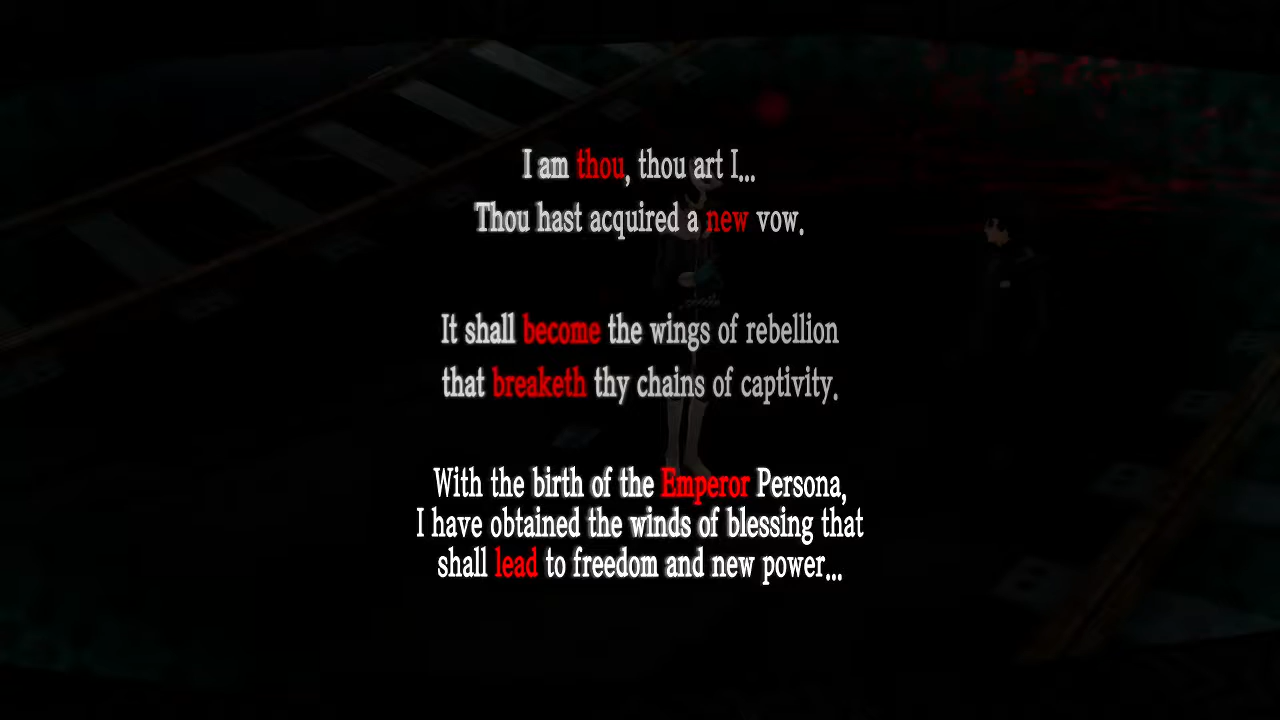 I am thou, thou art I...
Thou hast acquired a new vow.
It shall become the wings of rebellion
that breaketh thy chains of captivity.
With the birth of the Emperor Persona,
I have obtained the winds of blessing that
shall lead to freedom and new power...